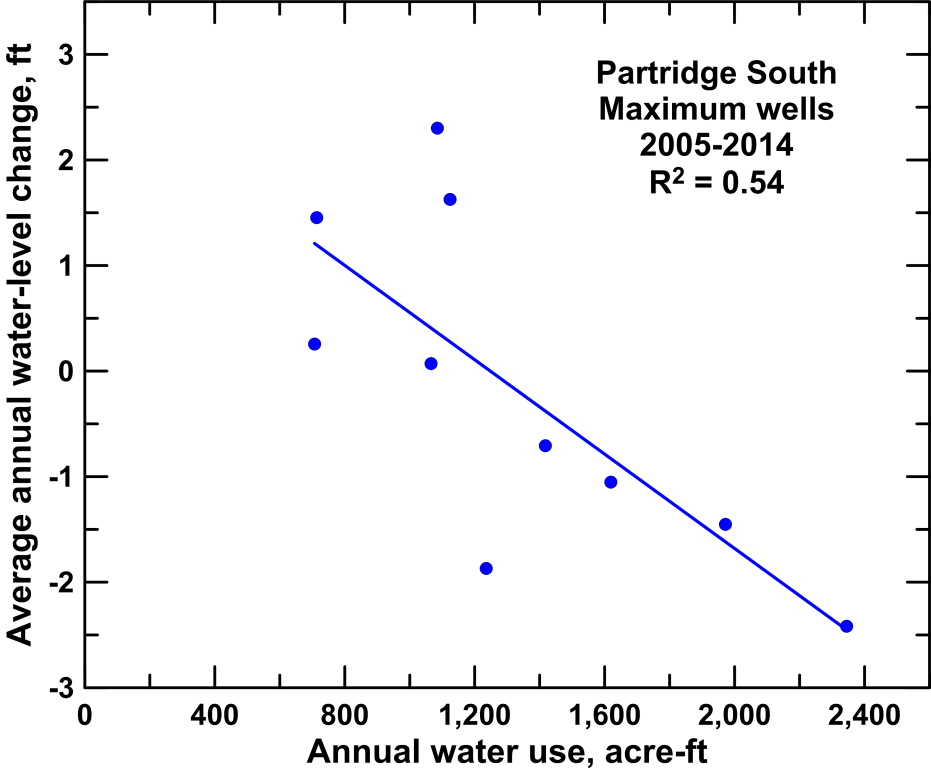 Partridge South
Maximum wells
2005-2014
R² = 0.54
Average annual water-level change, ft
3
2
1
0
-1
-2
-3
0 400 800 1,200 1,600 2,000 2,400
Annual water use, acre-ft